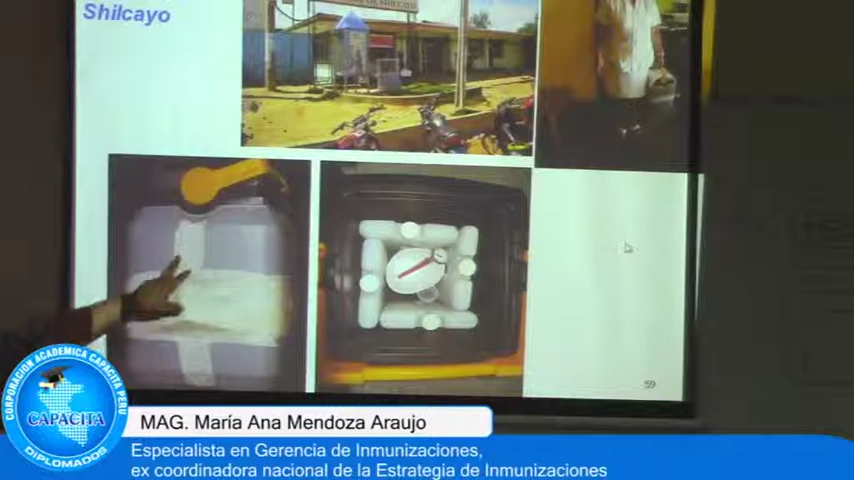 Shilcayo
59
CORPORACIÓN ACADEMICA CAPACITA PERU
CAPACITA
DIPLOMADOS
MAG. María Ana Mendoza Araujo
Especialista en Gerencia de Inmunizaciones,
ex coordinadora nacional de la Estrategia de Inmunizaciones